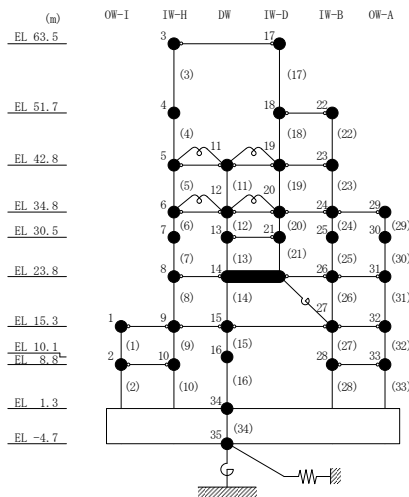 (m) OW-I IW-H DW IW-D IW-B OW-A
EL 63.5 3 17
(3) (17)
EL 51.7 4 18 22
(4) 11 19 (18) (22)
EL 42.8 5 23
(5) 12 (11) 20 (19) (23)
EL 34.8 6 24 29
(6) (12) (20) (24) (29)
EL 30.5 7 13 21 25 30
(7) (13) (21) (25) (30)
EL 23.8 8 14 26 31
(8) (14) 27 (26) (31)
EL 15.3 1 9 15 32
(1) (9) (15) (27) (32)
EL 10.1 16
EL 8.8 2 10 28 33
(2) (10) (16) (28) (33)
EL 1.3 34
(34)
EL -4.7 35